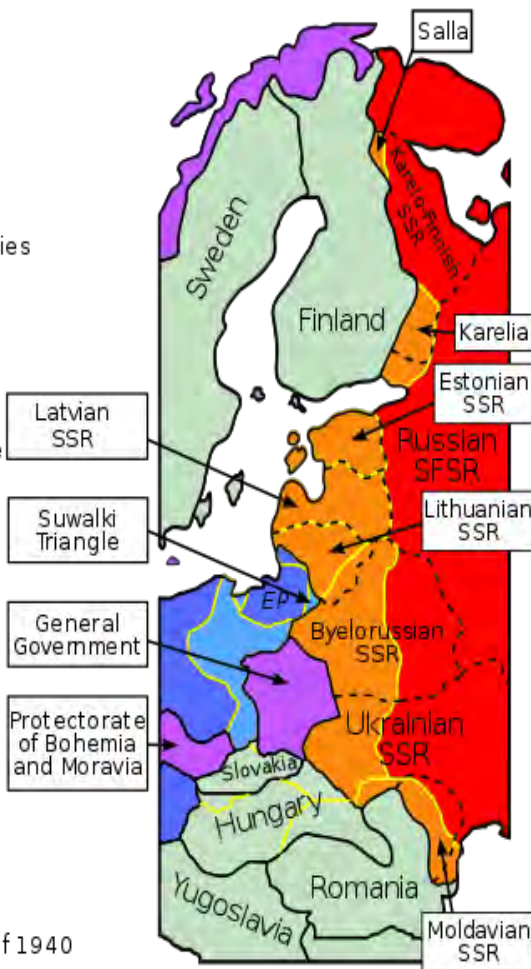 Salla
Karelo-Finnish
SSR
Sweden
ies
Finland
Karelia
Estonian
SSR
Latvian
SSR
e
Russian
SFSR
Suwalki
Triangle
Lithuanian
SSR
EP
General
Government
Byelorussian
SSR
Protectorate
of Bohemia
and Moravia
Ukrainian
SSR
Slovakia
Hungary
Romania
Yugoslavia
Moldavian
SSR
f 1940